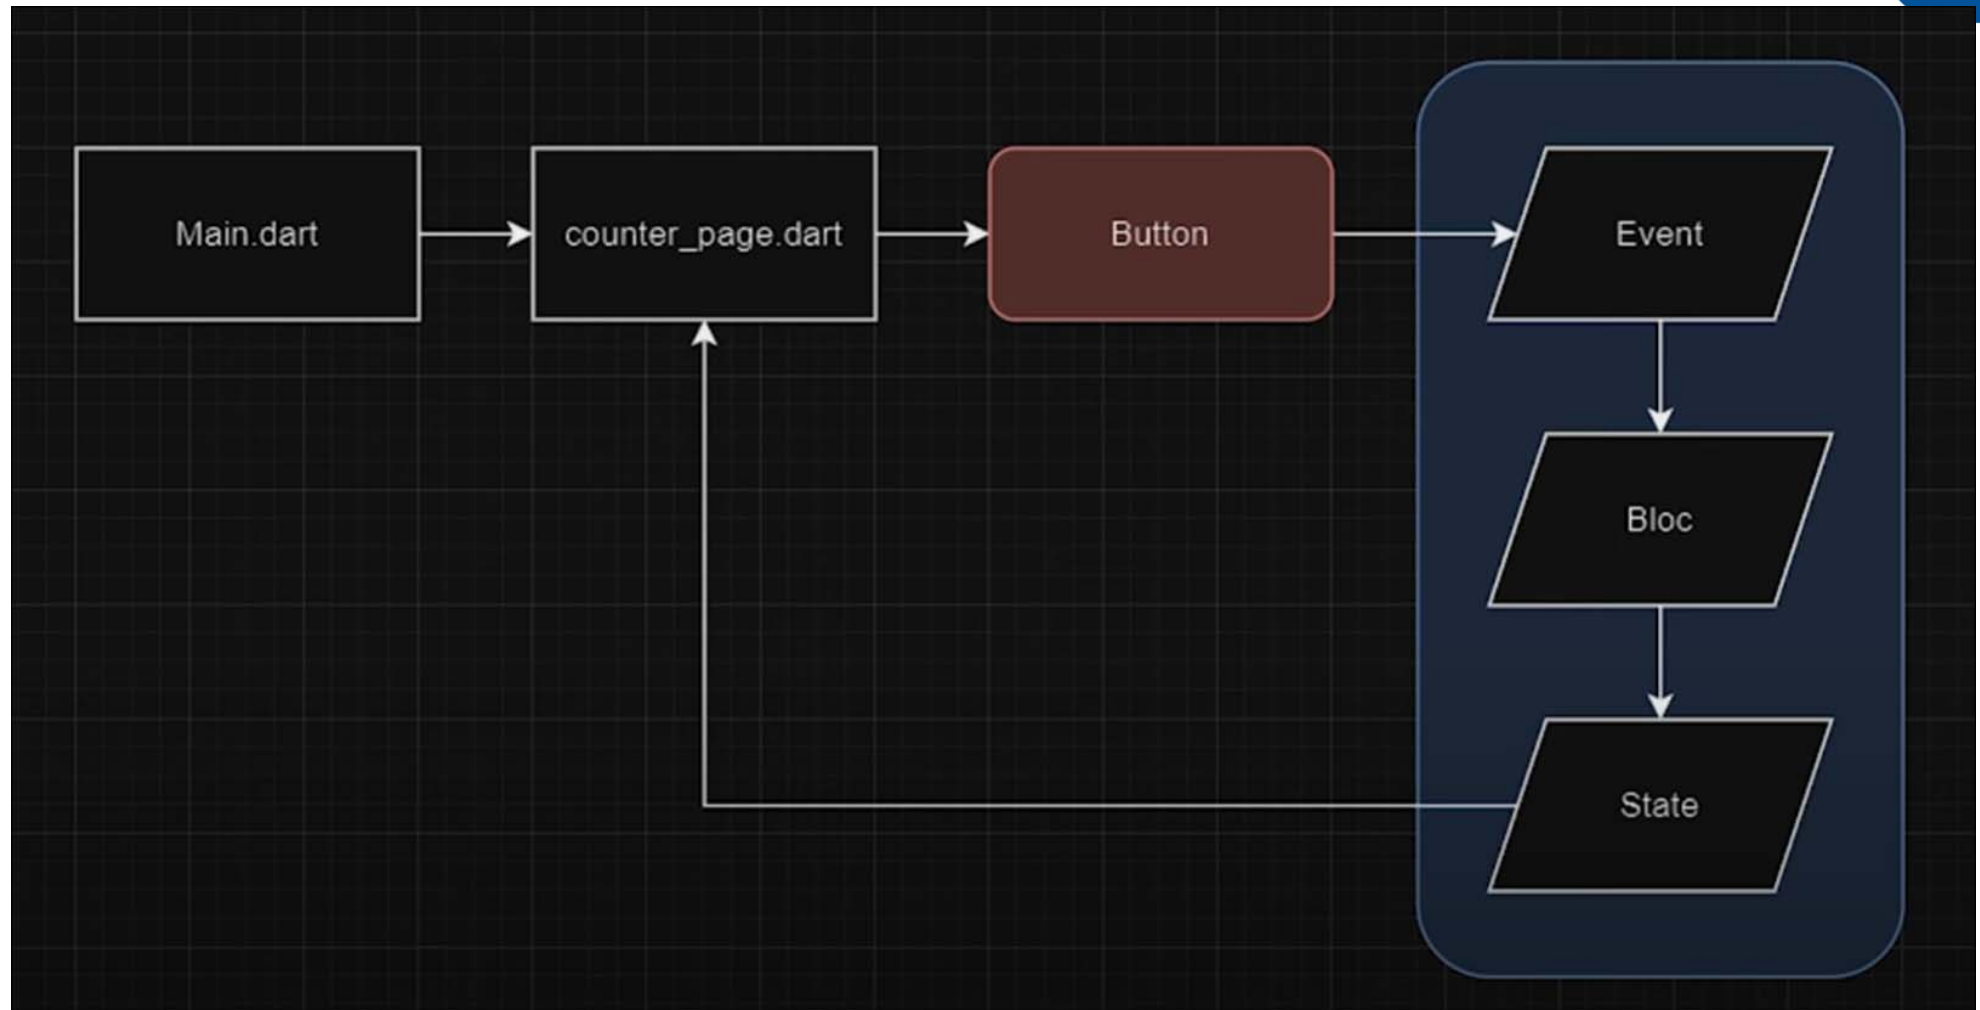 Main.dart
counter_page.dart
Button
Event
Bloc
State